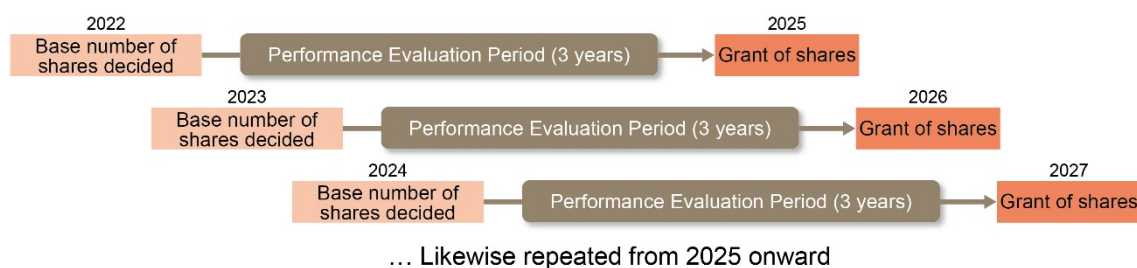 2022
Base number of
shares decided
Performance Evaluation Period (3 years)
2025
Grant of shares
2023
Base number of
shares decided
Performance Evaluation Period (3 years)
2026
Grant of shares
2024
Base number of
shares decided
Performance Evaluation Period (3 years)
2027
Grant of shares
… Likewise repeated from 2025 onward